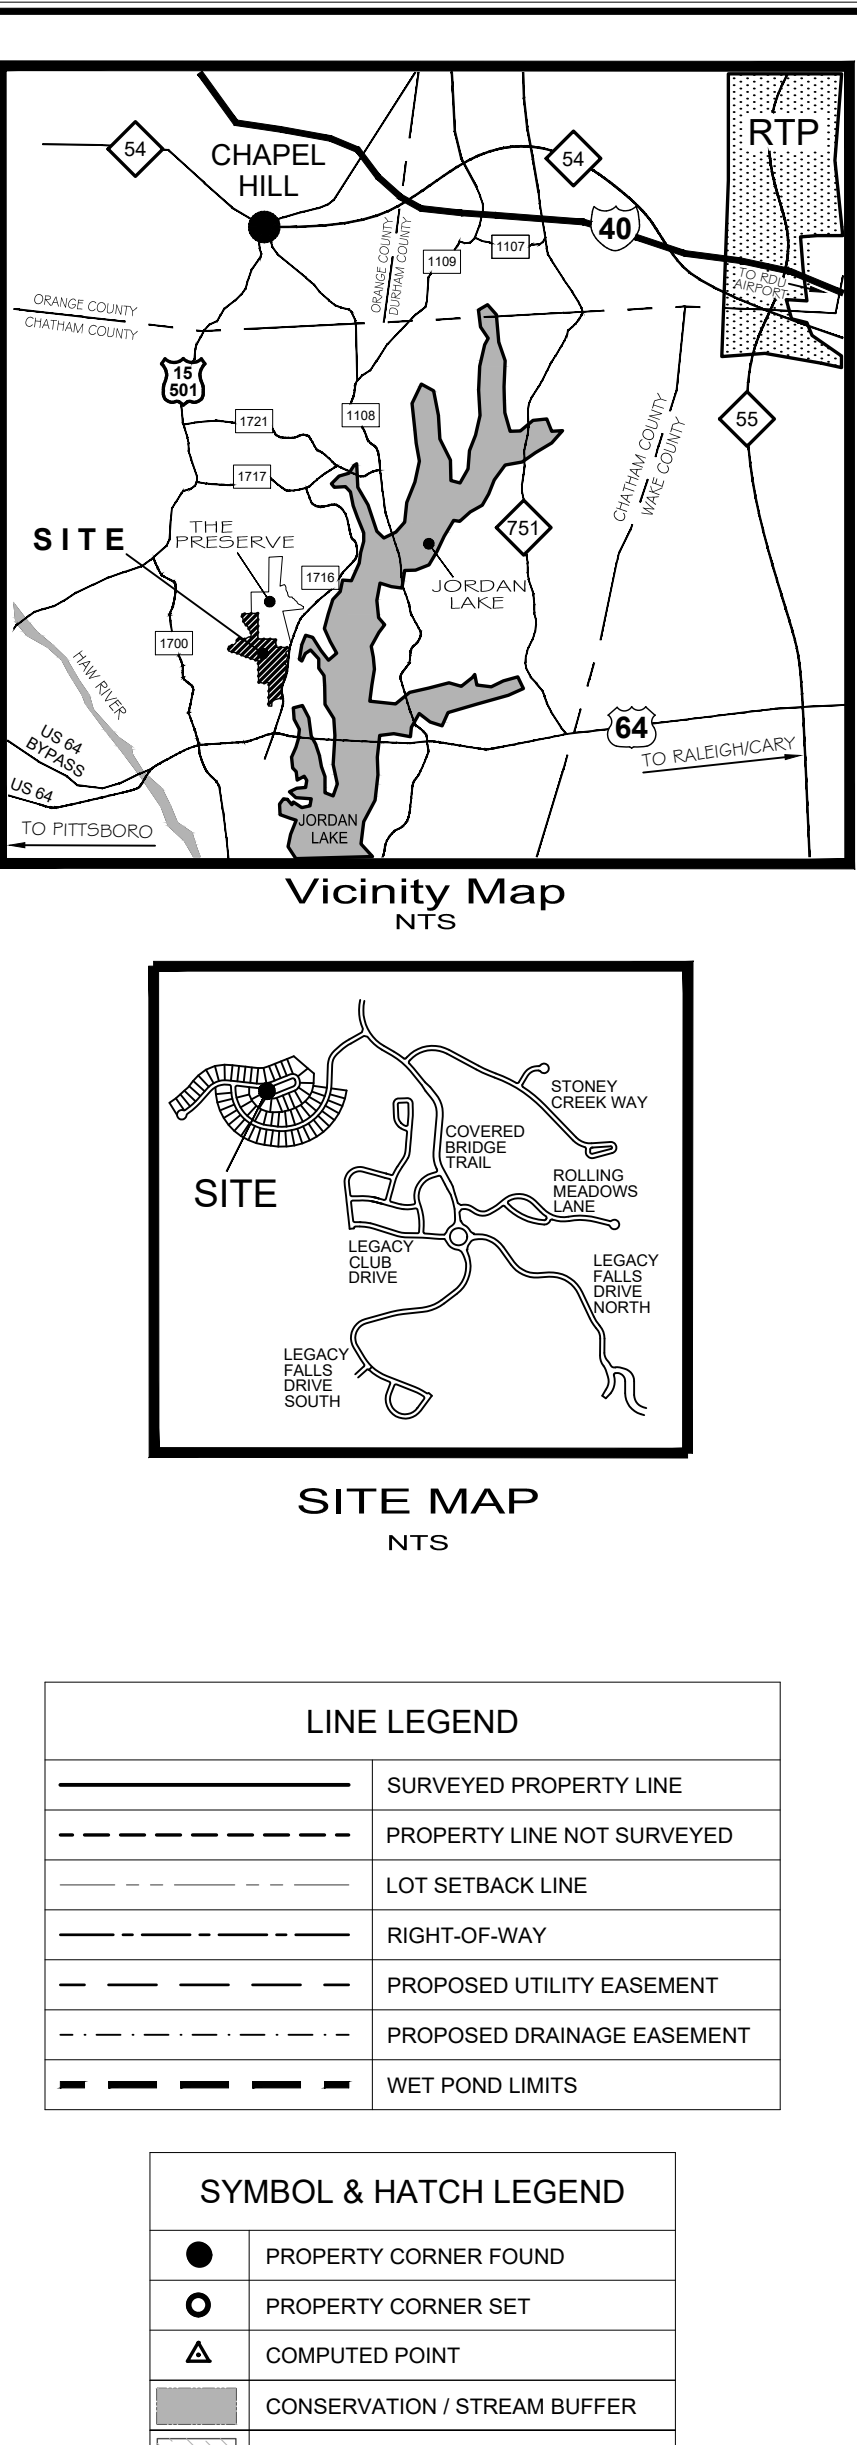 54
CHAPEL
HILL
54
RTP
40
1107
1109
ORANGE COUNTY
DURHAM COUNTY
TO RDU
AIRPORT
ORANGE COUNTY
CHATHAM COUNTY
15
501
1721
1108
55
CHATHAM COUNTY
WAKE COUNTY
1717
SITE
THE
PRESERVE
751
1716
JORDAN
LAKE
1700
HAW RIVER
64
US 64
BYPASS
TO RALEIGH/CARY
US 64
TO PITTSBORO
JORDAN
LAKE
Vicinity Map
NTS
STONEY
CREEK WAY
COVERED
BRIDGE
TRAIL
ROLLING
MEADOWS
LANE
SITE
LEGACY
CLUB
DRIVE
LEGACY
FALLS
DRIVE
NORTH
LEGACY
FALLS
DRIVE
SOUTH
SITE MAP
NTS
LINE LEGEND
SURVEYED PROPERTY LINE
PROPERTY LINE NOT SURVEYED
LOT SETBACK LINE
RIGHT-OF-WAY
PROPOSED UTILITY EASEMENT
PROPOSED DRAINAGE EASEMENT
WET POND LIMITS
SYMBOL & HATCH LEGEND
PROPERTY CORNER FOUND
PROPERTY CORNER SET
COMPUTED POINT
CONSERVATION / STREAM BUFFER